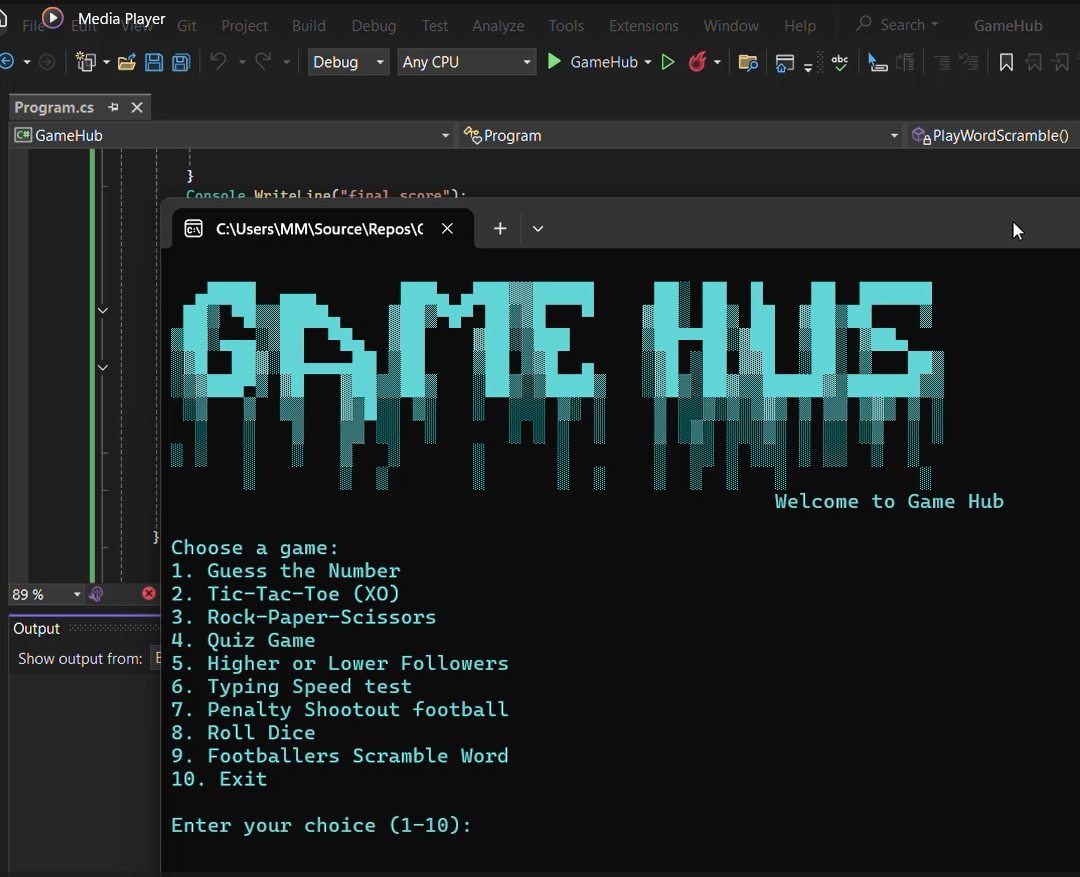 Media Player
File Edit View Git Project Build Debug Test Analyze Tools Extensions Window Help Search GameHub
Debug Any CPU GameHub abc
Program.cs
C# GameHub Program PlayWordScramble()
}
Console.WriteLine("final score");
C:\Users\MM\Source\Repos\
GAME HUS
Welcome to Game Hub
}
Choose a game:
1. Guess the Number
2. Tic-Tac-Toe (XO)
3. Rock-Paper-Scissors
4. Quiz Game
5. Higher or Lower Followers
6. Typing Speed test
7. Penalty Shootout football
8. Roll Dice
9. Footballers Scramble Word
10. Exit
Enter your choice (1-10):
89 %
Output
Show output from: